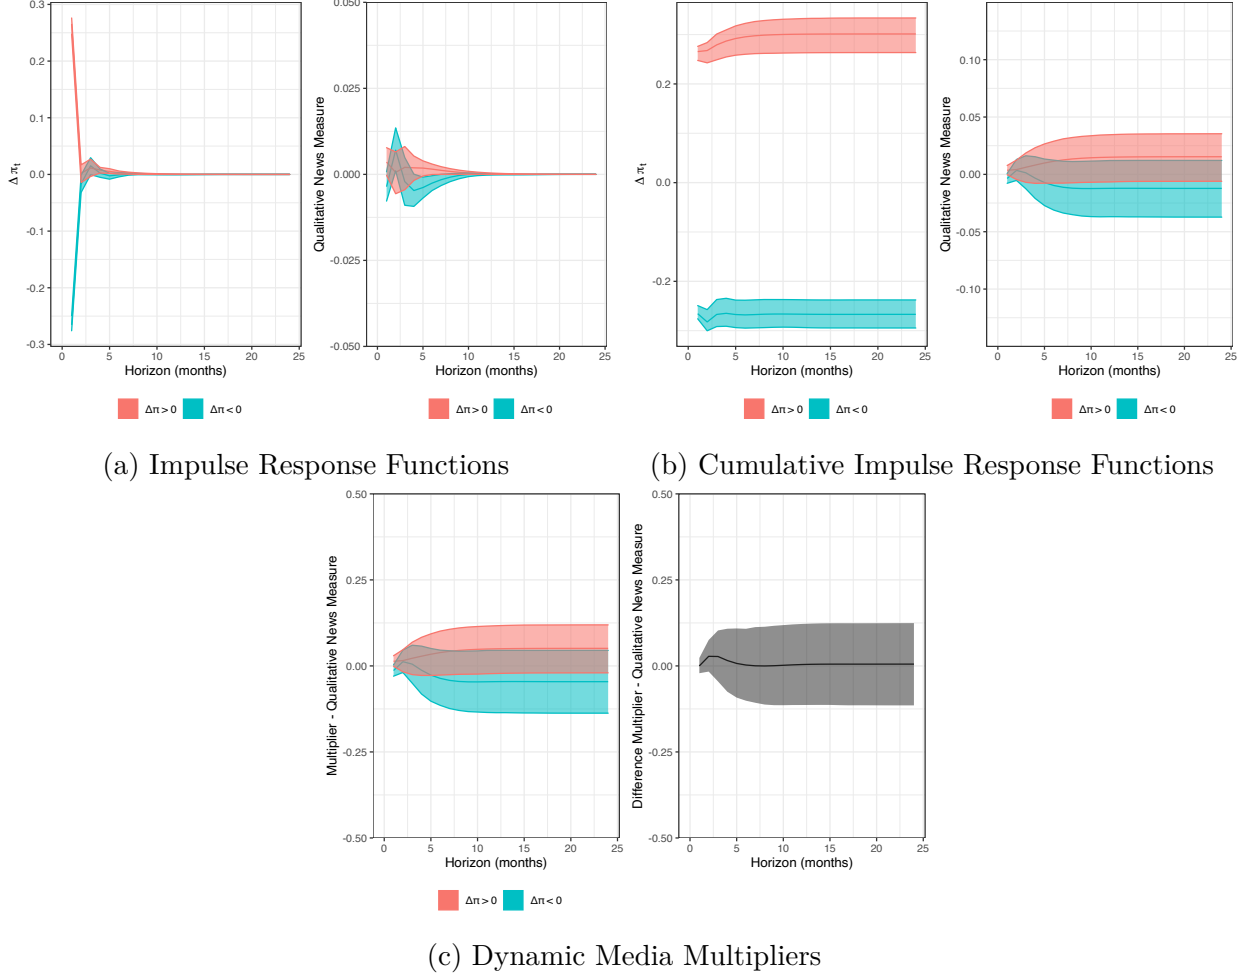 0.3
0.2
0.1
0.0
-0.1
-0.2
-0.3
Δ πt
0 5 10 15 20 25
Horizon (months)
Δπ > 0 Δπ < 0
0.050
0.025
0.000
-0.025
-0.050
Qualitative News Measure
0 5 10 15 20 25
Horizon (months)
Δπ > 0 Δπ < 0
(a) Impulse Response Functions
0.2
0.0
-0.2
Δ πt
0 5 10 15 20 25
Horizon (months)
Δπ > 0 Δπ < 0
0.10
0.05
0.00
-0.05
-0.10
Qualitative News Measure
0 5 10 15 20 25
Horizon (months)
Δπ > 0 Δπ < 0
(b) Cumulative Impulse Response Functions
0.50
0.25
0.00
-0.25
-0.50
Multiplier - Qualitative News Measure
0 5 10 15 20 25
Horizon (months)
Δπ > 0 Δπ < 0
0.50
0.25
0.00
-0.25
-0.50
Difference Multiplier - Qualitative News Measure
0 5 10 15 20 25
Horizon (months)
(c) Dynamic Media Multipliers